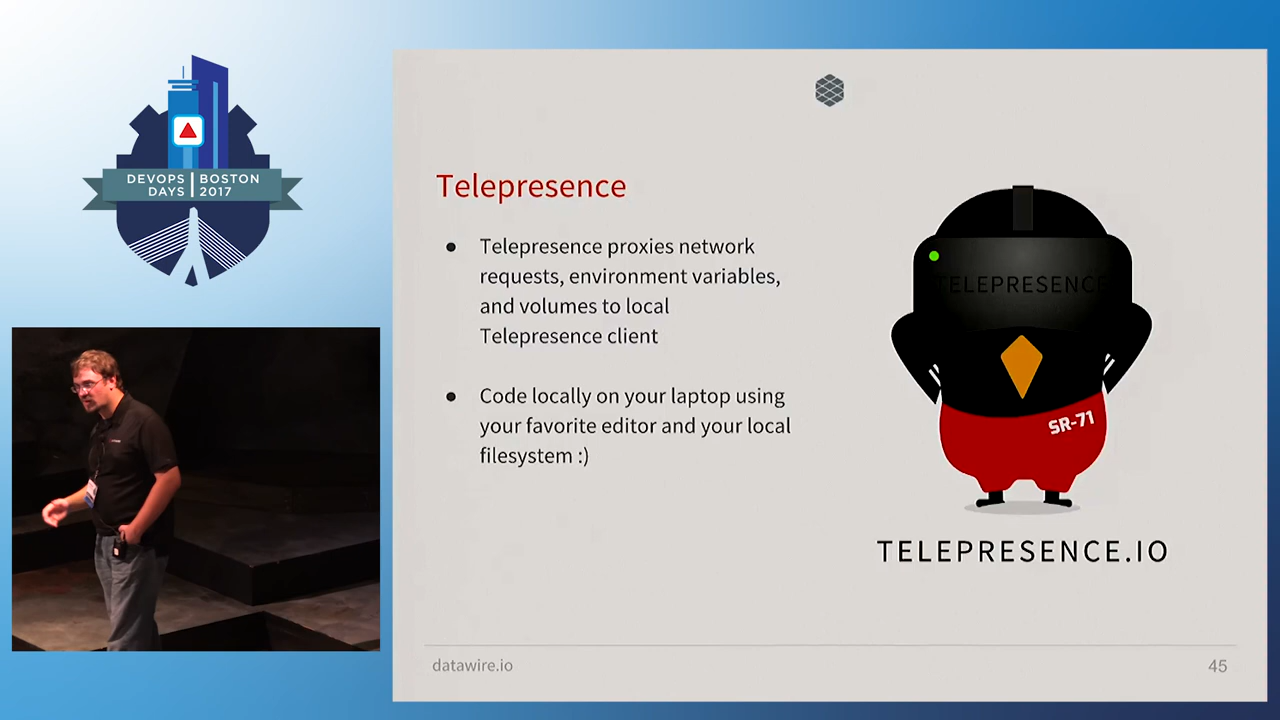 DEVOPS BOSTON
DAYS 2017
Telepresence
● Telepresence proxies network
requests, environment variables,
and volumes to local
Telepresence client
● Code locally on your laptop using
your favorite editor and your local
filesystem :)
TELEPRESENCE
SR-71
TELEPRESENCE.IO
datawire.io
45